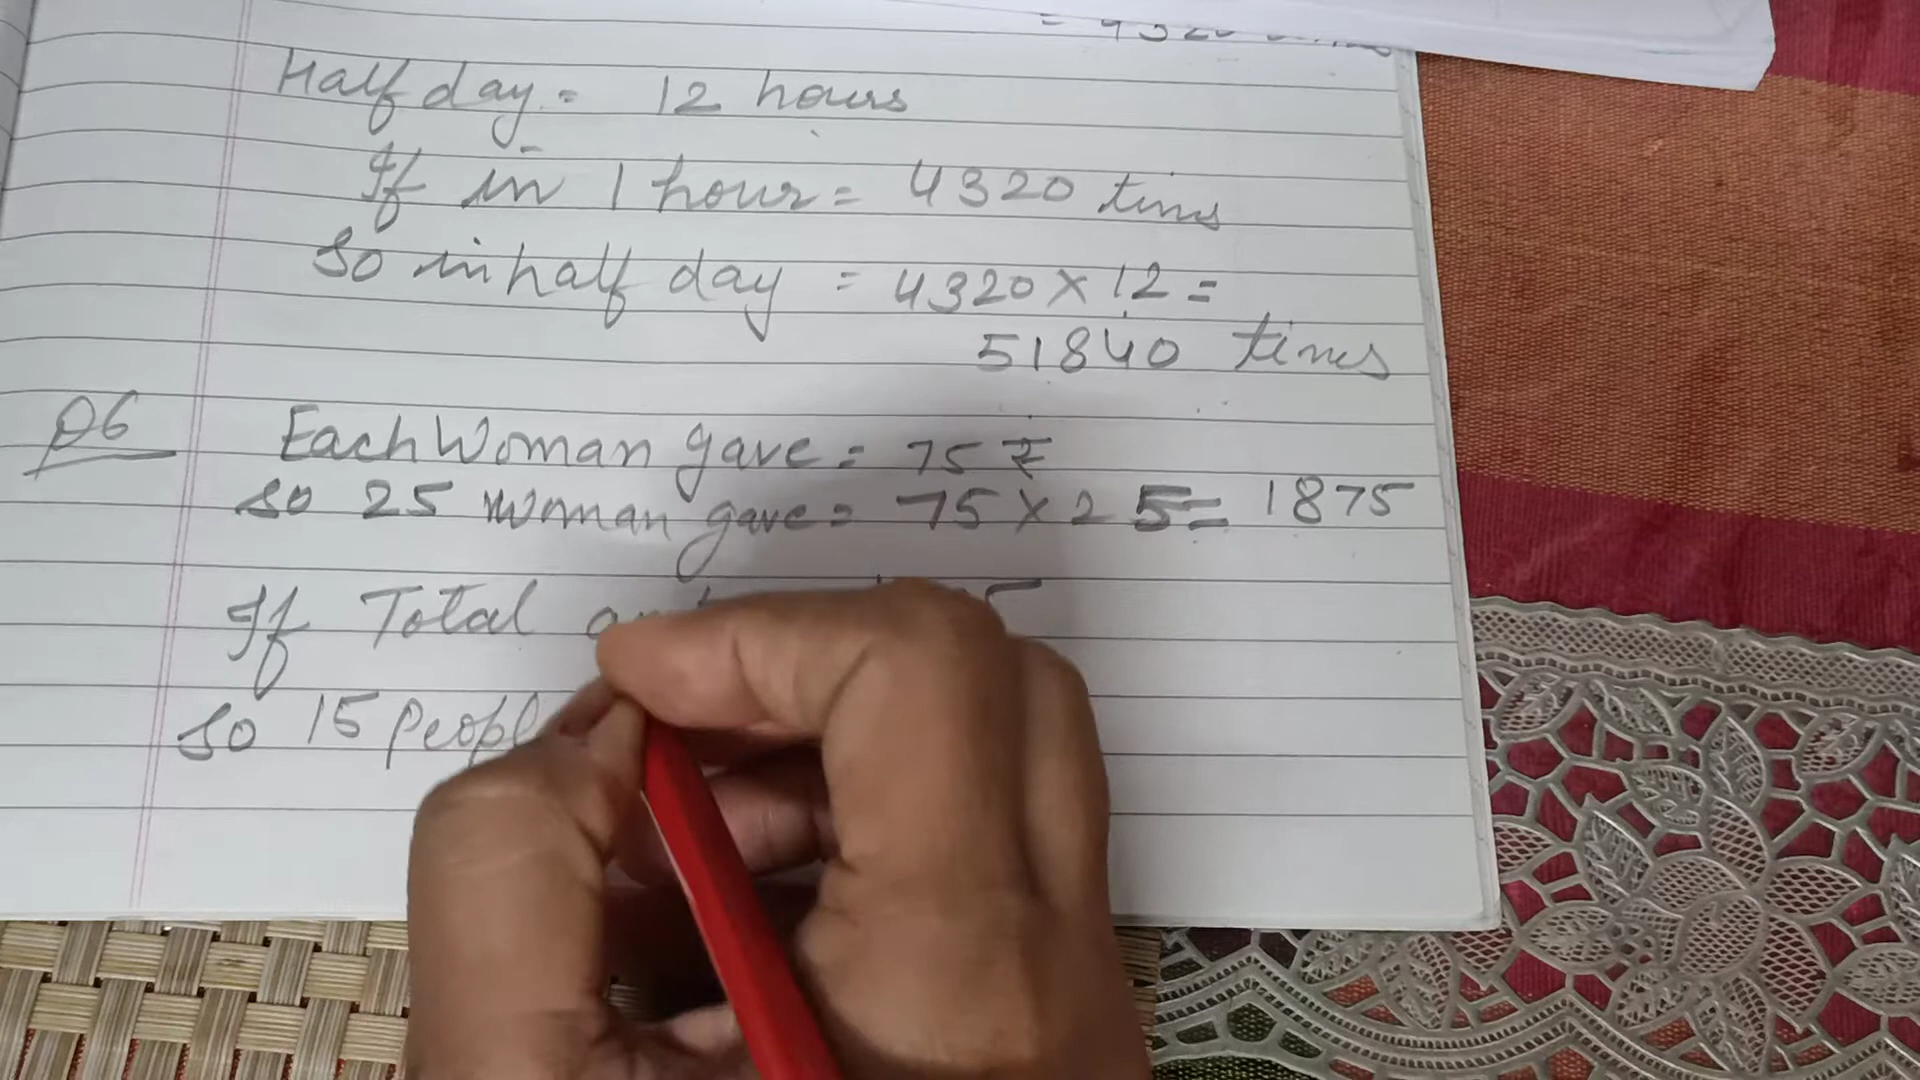 Half day = 12 hours
If in 1 hour = 4320 times
So in half day = 4320 × 12 =
51840 times
Q6 Each Woman gave = 75 ₹
so 25 woman gave = 75 × 25 = 1875
If Total
so 15 people